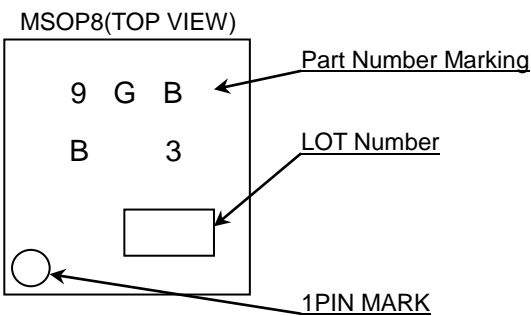 MSOP8(TOP VIEW)
Part Number Marking
9 G B
LOT Number
B 3
1PIN MARK